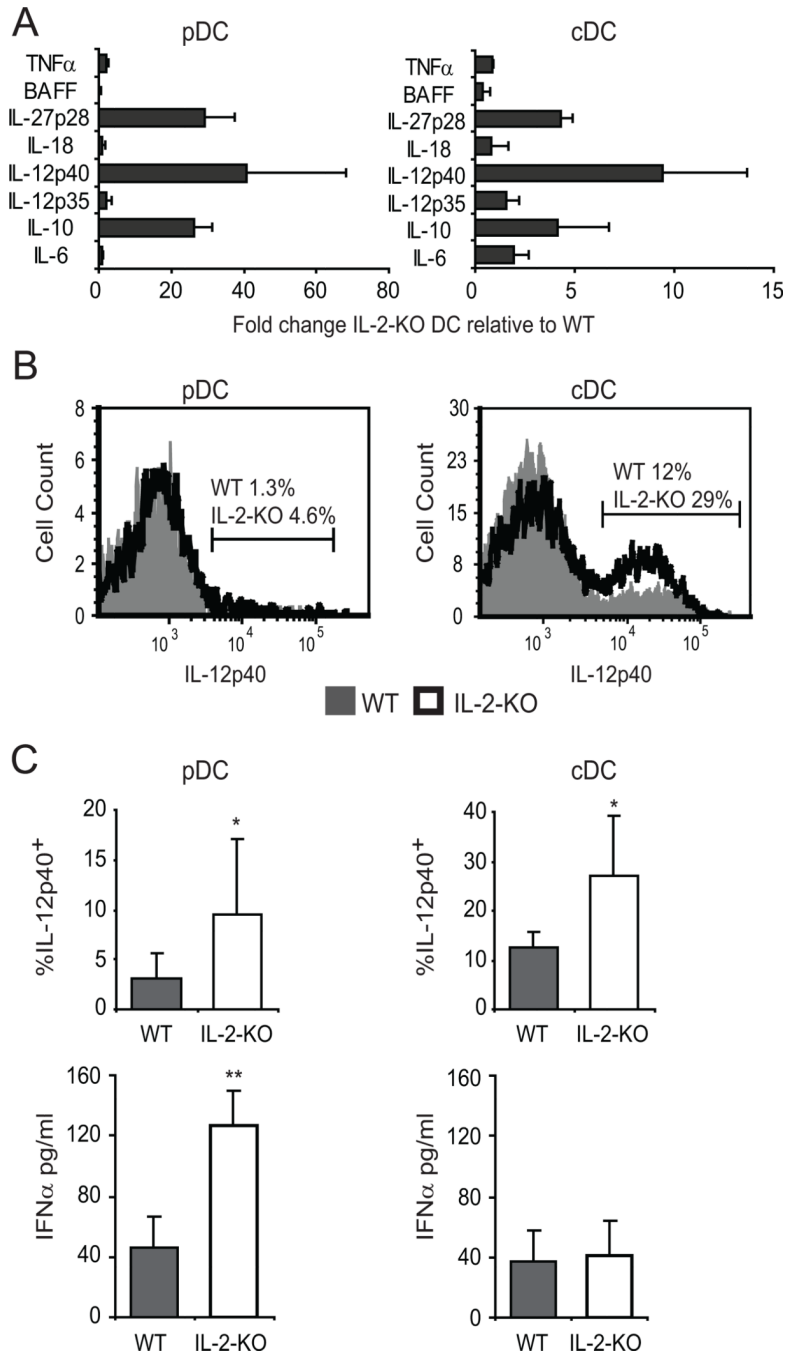 A
pDC
cDC
TNFα
BAFF
IL-27p28
IL-18
IL-12p40
IL-12p35
IL-10
IL-6
0 20 40 60 80
TNFα
BAFF
IL-27p28
IL-18
IL-12p40
IL-12p35
IL-10
IL-6
0 5 10 15
Fold change IL-2-KO DC relative to WT
B
pDC
cDC
Cell Count
8
6
4
2
0
WT 1.3%
IL-2-KO 4.6%
10³ 10⁴ 10⁵
IL-12p40
Cell Count
30
23
15
8
0
WT 12%
IL-2-KO 29%
10³ 10⁴ 10⁵
IL-12p40
WT IL-2-KO
C
pDC
cDC
%IL-12p40⁺
20
15
10
5
0
*
WT IL-2-KO
%IL-12p40⁺
40
30
20
10
0
*
WT IL-2-KO
IFNα pg/ml
160
120
80
40
0
**
WT IL-2-KO
IFNα pg/ml
160
120
80
40
0
WT IL-2-KO